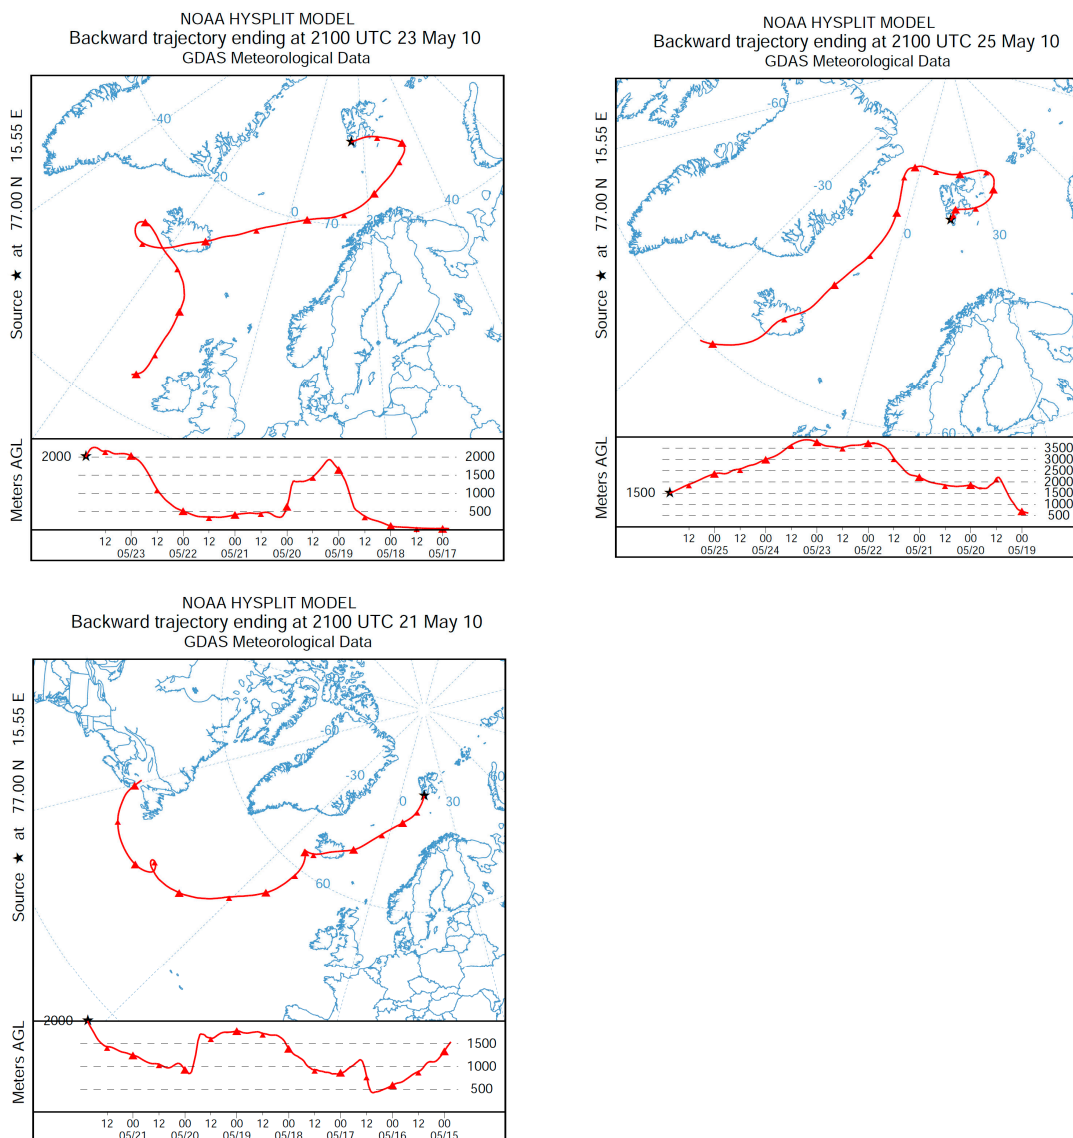 NOAA HYSPLIT MODEL
Backward trajectory ending at 2100 UTC 23 May 10
GDAS Meteorological Data
Source ★ at 77.00 N 15.55 E
-40
-20
0
70
40
Meters AGL
2000
2000
1500
1000
500
12 00 12 00 12 00 12 00 12 00 12 00 12 00
05/23 05/22 05/21 05/20 05/19 05/18 05/17
NOAA HYSPLIT MODEL
Backward trajectory ending at 2100 UTC 25 May 10
GDAS Meteorological Data
Source ★ at 77.00 N 15.55 E
-60
-30
0
30
60
Meters AGL
1500
3500
3000
2500
2000
1500
1000
500
12 00 12 00 12 00 12 00 12 00 12 00 12 00
05/25 05/24 05/23 05/22 05/21 05/20 05/19
NOAA HYSPLIT MODEL
Backward trajectory ending at 2100 UTC 21 May 10
GDAS Meteorological Data
Source ★ at 77.00 N 15.55 E
-60
-30
0
30
60
60
Meters AGL
2000
1500
1000
500
12 00 12 00 12 00 12 00 12 00 12 00 12 00
05/21 05/20 05/19 05/18 05/17 05/16 05/15